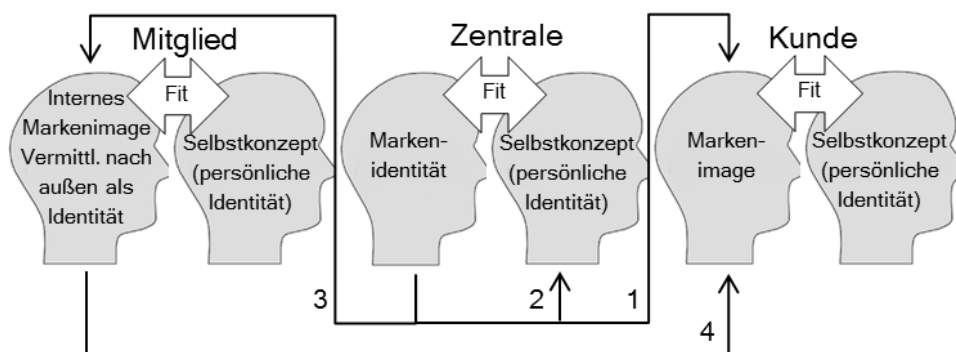 Mitglied
Zentrale
Kunde
Fit
Fit
Fit
Internes
Markenimage
Vermittl. nach
außen als
Identität
Selbstkonzept
(persönliche
Identität)
Marken-
identität
Selbstkonzept
(persönliche
Identität)
Marken-
image
Selbstkonzept
(persönliche
Identität)
3
2
1
4